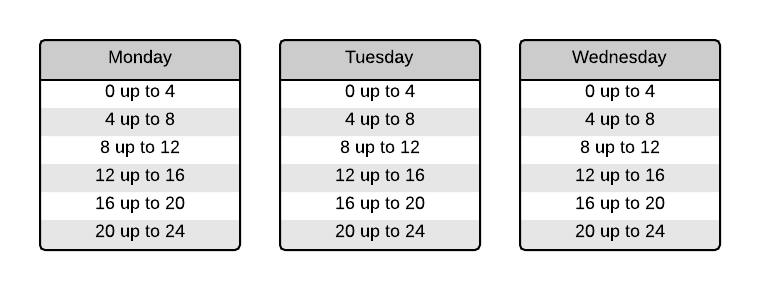 Monday
0 up to 4
4 up to 8
8 up to 12
12 up to 16
16 up to 20
20 up to 24
Tuesday
0 up to 4
4 up to 8
8 up to 12
12 up to 16
16 up to 20
20 up to 24
Wednesday
0 up to 4
4 up to 8
8 up to 12
12 up to 16
16 up to 20
20 up to 24